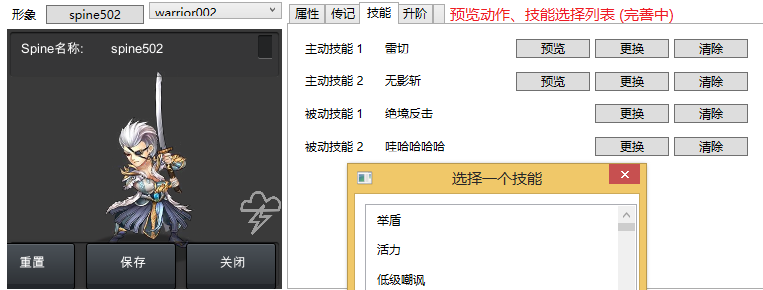 形象 spine502 warrior002
Spine名称: spine502
重置 保存 关闭
属性 传记 技能 升阶 预览动作、技能选择列表 (完善中)
主动技能 1 雷切 预览 更换 清除
主动技能 2 无影斩 预览 更换 清除
被动技能 1 绝境反击 更换 清除
被动技能 2 哇哈哈哈哈 更换 清除
选择一个技能
举盾
活力
低级嘲讽